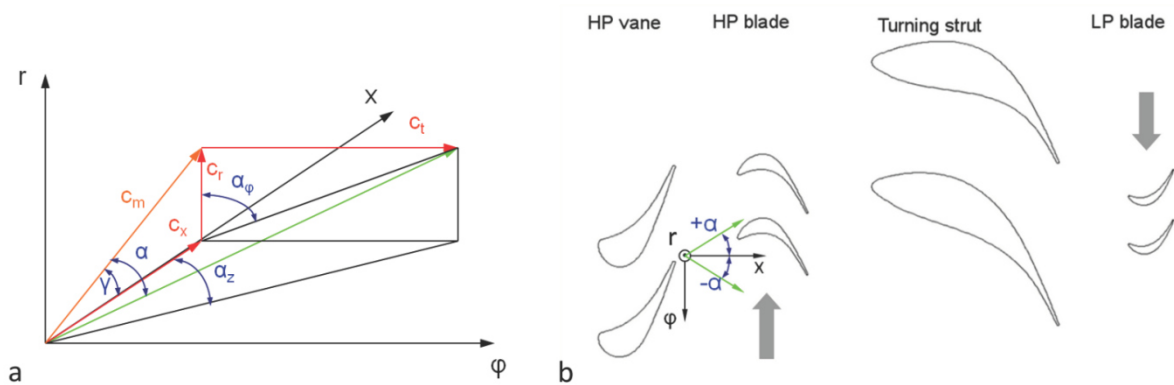 r
x
c_t
c_r
α_φ
c_m
c_x
α
α_z
γ
φ
a
HP vane
HP blade
Turning strut
LP blade
+α
r
x
-α
φ
b